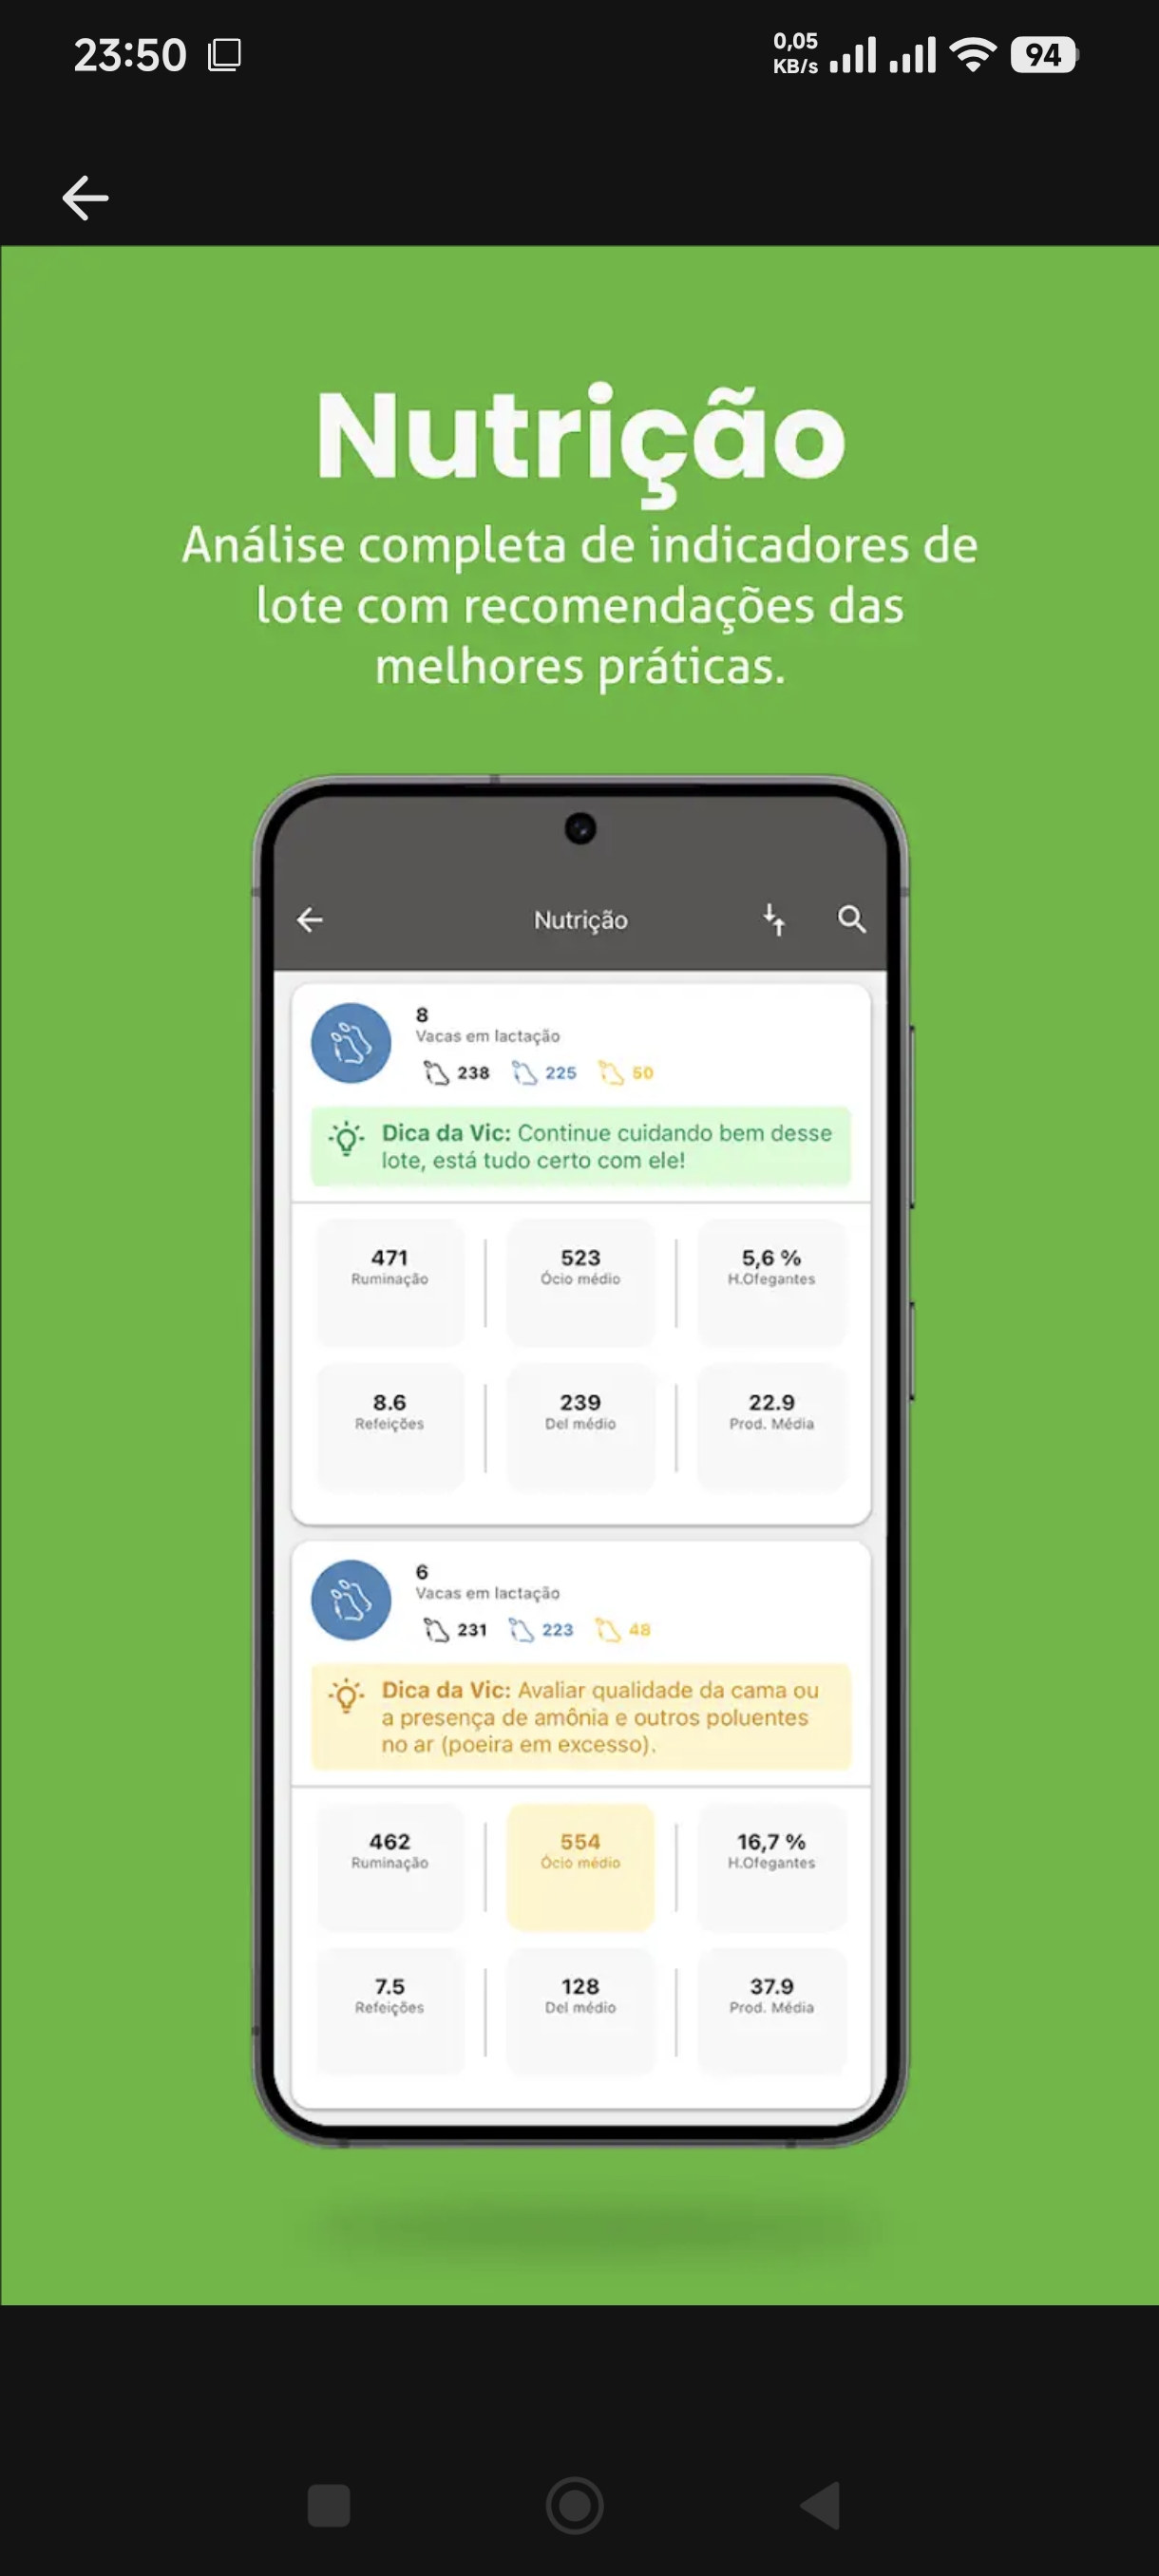 23:50
0,05
KB/s
94
Nutrição
Análise completa de indicadores de
lote com recomendações das
melhores práticas.
Nutrição
8
Vacas em lactação
238 225 50
Dica da Vic: Continue cuidando bem desse
lote, está tudo certo com ele!
471 523 5,6 %
Ruminação Ócio médio H.Ofegantes
8.6 239 22.9
Refeições Del médio Prod. Média
6
Vacas em lactação
231 223 48
Dica da Vic: Avaliar qualidade da cama ou
a presença de amônia e outros poluentes
no ar (poeira em excesso).
462 554 16,7 %
Ruminação Ócio médio H.Ofegantes
7.5 128 37.9
Refeições Del médio Prod. Média